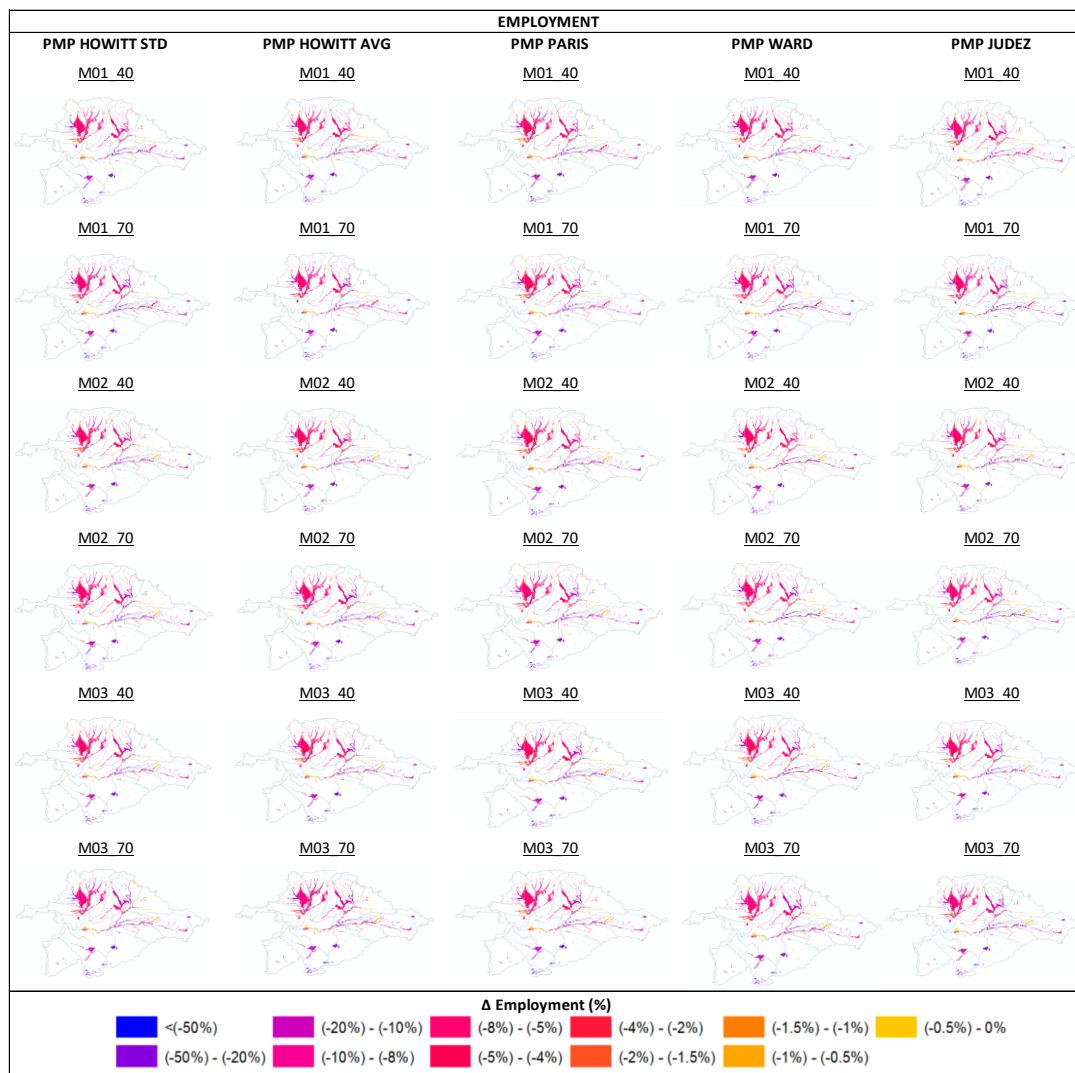 EMPLOYMENT
PMP HOWITT STD PMP HOWITT AVG PMP PARIS PMP WARD PMP JUDEZ
M01_40 M01_40 M01_40 M01_40 M01_40
M01_70 M01_70 M01_70 M01_70 M01_70
M02_40 M02_40 M02_40 M02_40 M02_40
M02_70 M02_70 M02_70 M02_70 M02_70
M03_40 M03_40 M03_40 M03_40 M03_40
M03_70 M03_70 M03_70 M03_70 M03_70
Δ Employment (%)
<(-50%) (-20%) - (-10%) (-8%) - (-5%) (-4%) - (-2%) (-1.5%) - (-1%) (-0.5%) - 0%
(-50%) - (-20%) (-10%) - (-8%) (-5%) - (-4%) (-2%) - (-1.5%) (-1%) - (-0.5%)